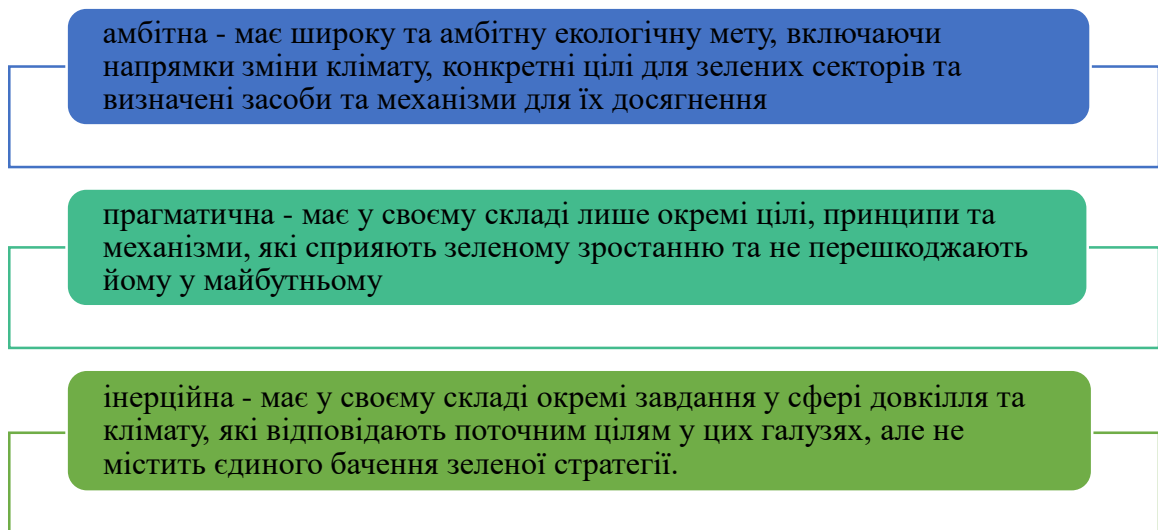 амбітна - має широку та амбітну екологічну мету, включаючи
напрямки зміни клімату, конкретні цілі для зелених секторів та
визначені засоби та механізми для їх досягнення
прагматична - має у своєму складі лише окремі цілі, принципи та
механізми, які сприяють зеленому зростанню та не перешкоджають
йому у майбутньому
інерційна - має у своєму складі окремі завдання у сфері довкілля та
клімату, які відповідають поточним цілям у цих галузях, але не
містить єдиного бачення зеленої стратегії.